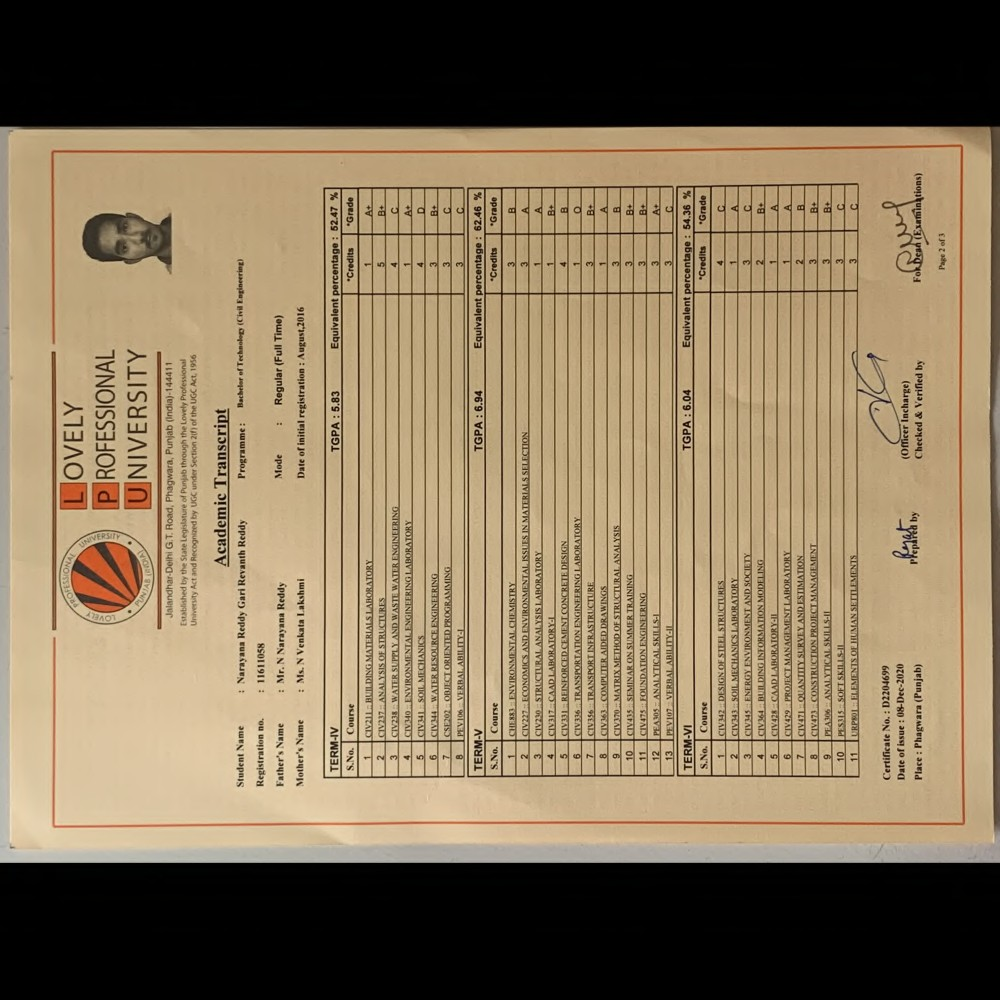 LOVELY
PROFESSIONAL
UNIVERSITY
LOVELY PROFESSIONAL UNIVERSITY
PUNJAB (INDIA)
Jalandhar-Delhi G.T. Road, Phagwara, Punjab (India)-144411
Established by the State Legislature of Punjab through the Lovely Professional
University Act and Recognized by UGC under Section 2(f) of the UGC Act, 1956
Academic Transcript
Student Name : Narayana Reddy Gari Revanth Reddy Programme : Bachelor of Technology (Civil Engineering)
Registration no. : 11611058
Father's Name : Mr. N Narayana Reddy Mode : Regular (Full Time)
Mother's Name : Ms. N Venkata Lakshmi Date of initial registration : August,2016
TERM-IV TGPA : 5.83 Equivalent percentage : 52.47 %
S.No. Course *Credits *Grade
1 CIV211 :: BUILDING MATERIALS LABORATORY 1 A+
2 CIV237 :: ANALYSIS OF STRUCTURES 5 B+
3 CIV238 :: WATER SUPPLY AND WASTE WATER ENGINEERING 4 C
4 CIV340 :: ENVIRONMENTAL ENGINEERING LABORATORY 1 A+
5 CIV341 :: SOIL MECHANICS 4 D
6 CIV344 :: WATER RESOURCE ENGINEERING 3 B+
7 CSE202 :: OBJECT ORIENTED PROGRAMMING 3 C
8 PEV106 :: VERBAL ABILITY-I 3 C
TERM-V TGPA : 6.94 Equivalent percentage : 62.46 %
S.No. Course *Credits *Grade
1 CHE883 :: ENVIRONMENTAL CHEMISTRY 3 B
2 CIV227 :: ECONOMICS AND ENVIRONMENTAL ISSUES IN MATERIALS SELECTION 3 A
3 CIV230 :: STRUCTURAL ANALYSIS LABORATORY 1 A
4 CIV317 :: CAAD LABORATORY-I 1 B+
5 CIV331 :: REINFORCED CEMENT CONCRETE DESIGN 4 B
6 CIV336 :: TRANSPORTATION ENGINEERING LABORATORY 1 O
7 CIV356 :: TRANSPORT INFRASTRUCTURE 3 B+
8 CIV363 :: COMPUTER AIDED DRAWINGS 1 A
9 CIV370 :: MATRIX METHOD OF STRUCTURAL ANALYSIS 3 B
10 CIV435 :: SEMINAR ON SUMMER TRAINING 3 B+
11 CIV475 :: FOUNDATION ENGINEERING 3 B+
12 PEA305 :: ANALYTICAL SKILLS-I 3 A+
13 PEV107 :: VERBAL ABILITY-II 3 C
TERM-VI TGPA : 6.04 Equivalent percentage : 54.36 %
S.No. Course *Credits *Grade
1 CIV342 :: DESIGN OF STEEL STRUCTURES 4 C
2 CIV343 :: SOIL MECHANICS LABORATORY 1 A
3 CIV345 :: ENERGY ENVIRONMENT AND SOCIETY 3 C
4 CIV364 :: BUILDING INFORMATION MODELING 2 B+
5 CIV428 :: CAAD LABORATORY-II 1 A
6 CIV429 :: PROJECT MANAGEMENT LABORATORY 1 A
7 CIV471 :: QUANTITY SURVEY AND ESTIMATION 2 B
8 CIV473 :: CONSTRUCTION PROJECT MANAGEMENT 3 B+
9 PEA306 :: ANALYTICAL SKILLS-II 3 B+
10 PES315 :: SOFT SKILLS-II 3 C
11 URP801 :: ELEMENTS OF HUMAN SETTLEMENTS 3 C
Certificate No. : D2204699
Date of issue : 08-Dec-2020 (Officer Incharge)
Place : Phagwara (Punjab) Prepared by Checked & Verified by For Dean (Examinations)
Page 2 of 3